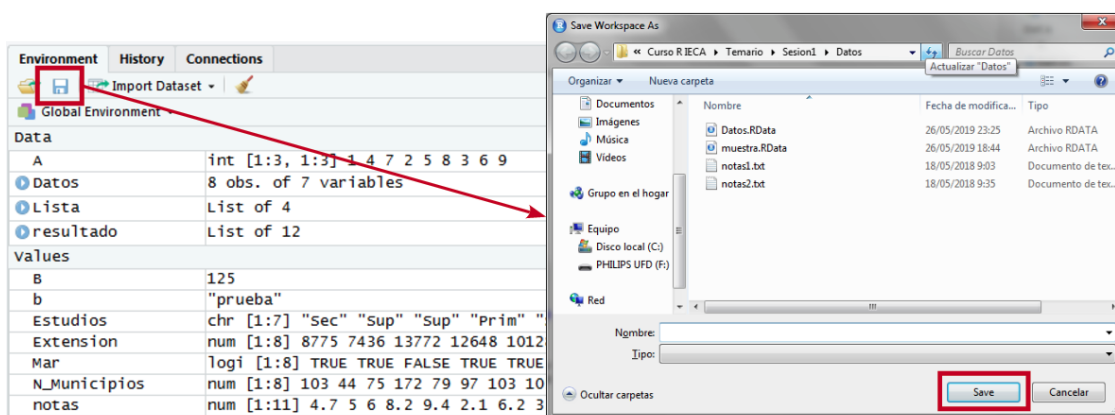 Environment History Connections
Import Dataset
Global Environment
Data
A int [1:3, 1:3] 1 4 7 2 5 8 3 6 9
Datos 8 obs. of 7 variables
Lista List of 4
resultado List of 12
Values
B 125
b "prueba"
Estudios chr [1:7] "Sec" "Sup" "Sup" "Prim" "
Extension num [1:8] 8775 7436 13772 12648 1012
Mar logi [1:8] TRUE TRUE FALSE TRUE TRUE
N_Municipios num [1:8] 103 44 75 172 79 97 103 10
notas num [1:11] 4.7 5 6 8.2 9.4 2.1 6.2 3
Save Workspace As
« Curso R IECA Temario Sesion1 Datos
Buscar Datos
Actualizar "Datos"
Organizar Nueva carpeta
Documentos
Imágenes
Música
Vídeos
Grupo en el hogar
Equipo
Disco local (C:)
PHILIPS UFD (F:)
Red
Nombre Fecha de modifica... Tipo
Datos.RData 26/05/2019 23:25 Archivo RDATA
muestra.RData 26/05/2019 18:44 Archivo RDATA
notas1.txt 18/05/2018 9:03 Documento de tex...
notas2.txt 18/05/2018 9:35 Documento de tex...
Nombre:
Tipo:
Ocultar carpetas
Save Cancelar